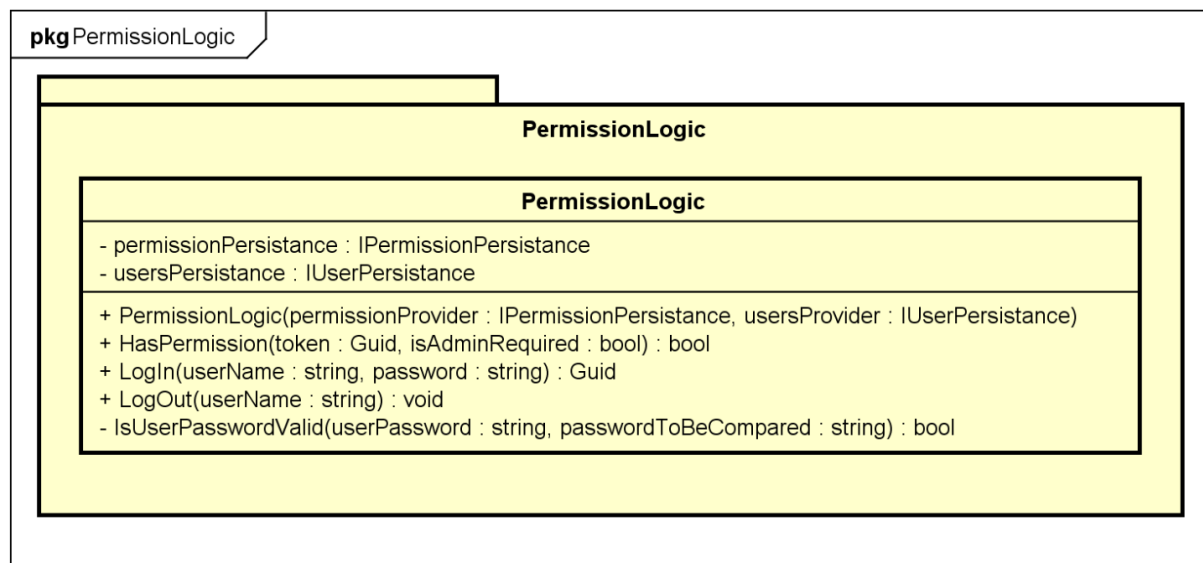 pkg PermissionLogic
PermissionLogic
PermissionLogic
- permissionPersistance : IPermissionPersistance
- usersPersistance : IUserPersistance
+ PermissionLogic(permissionProvider : IPermissionPersistance, usersProvider : IUserPersistance)
+ HasPermission(token : Guid, isAdminRequired : bool) : bool
+ LogIn(userName : string, password : string) : Guid
+ LogOut(userName : string) : void
- IsUserPasswordValid(userPassword : string, passwordToBeCompared : string) : bool